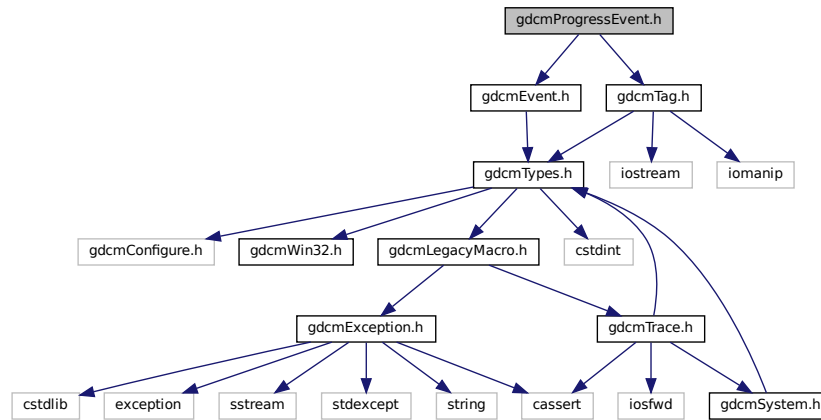 gdcmProgressEvent.h
gdcmEvent.h
gdcmTag.h
gdcmTypes.h
iostream
iomanip
gdcmConfigure.h
gdcmWin32.h
gdcmLegacyMacro.h
cstdint
gdcmException.h
gdcmTrace.h
cstdlib
exception
sstream
stdexcept
string
cassert
iosfwd
gdcmSystem.h